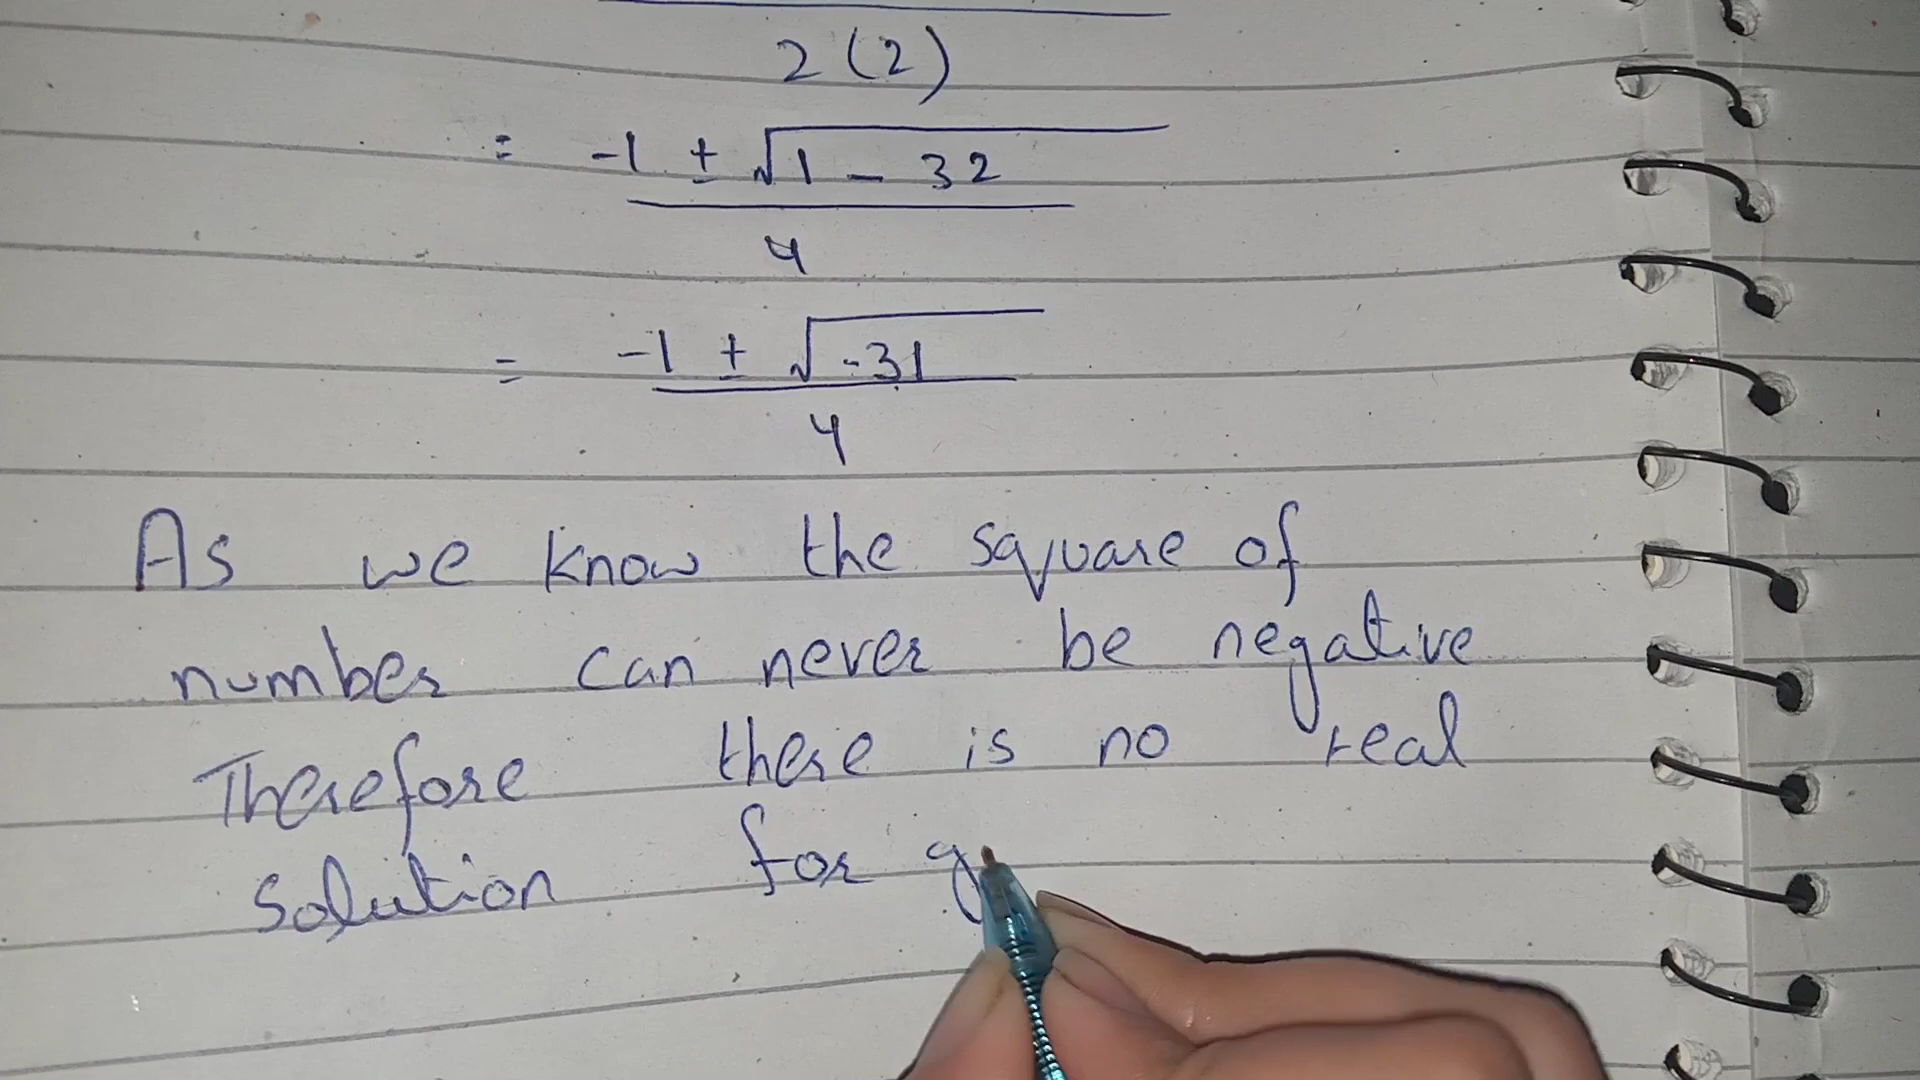 2 (2)
= -1 ± √1 - 32
4
= -1 ± √-31
4
As we know the square of
number can never be negative
Therefore there is no real
solution for g